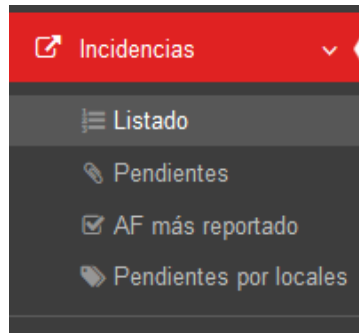 Incidencias
Listado
Pendientes
AF más reportado
Pendientes por locales